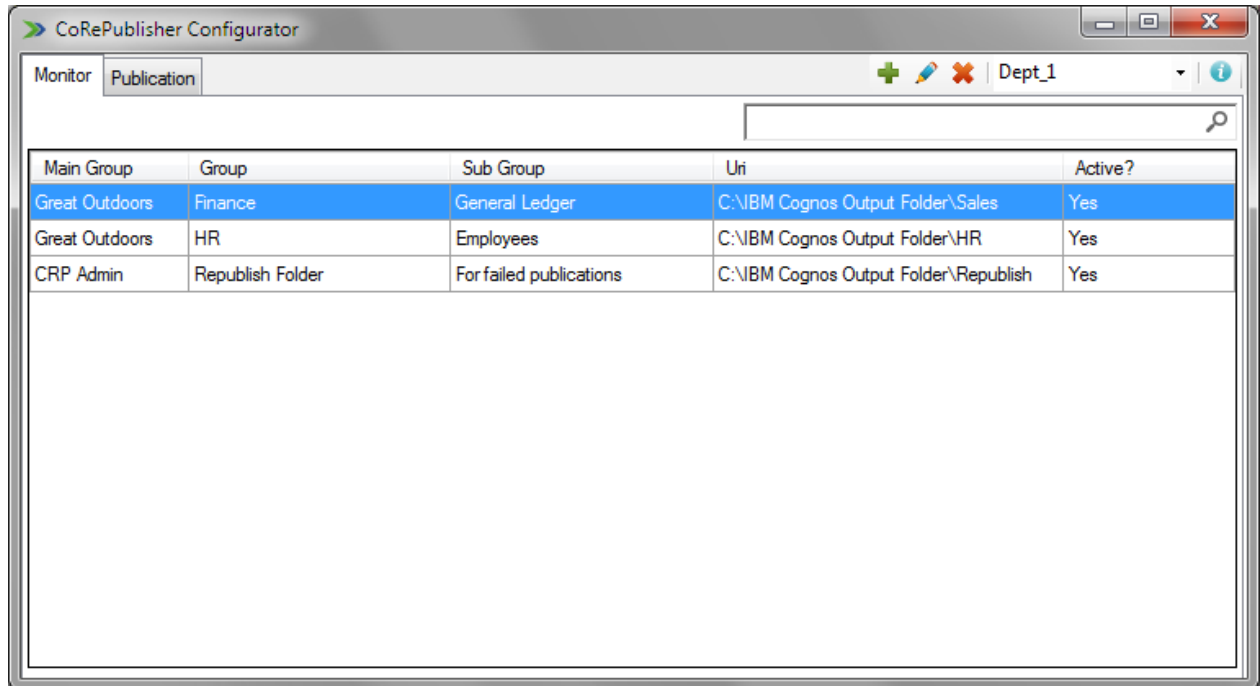 CoRePublisher Configurator
Monitor Publication Dept_1
Main Group Group Sub Group Uri Active?
Great Outdoors Finance General Ledger C:\IBM Cognos Output Folder\Sales Yes
Great Outdoors HR Employees C:\IBM Cognos Output Folder\HR Yes
CRP Admin Republish Folder For failed publications C:\IBM Cognos Output Folder\Republish Yes